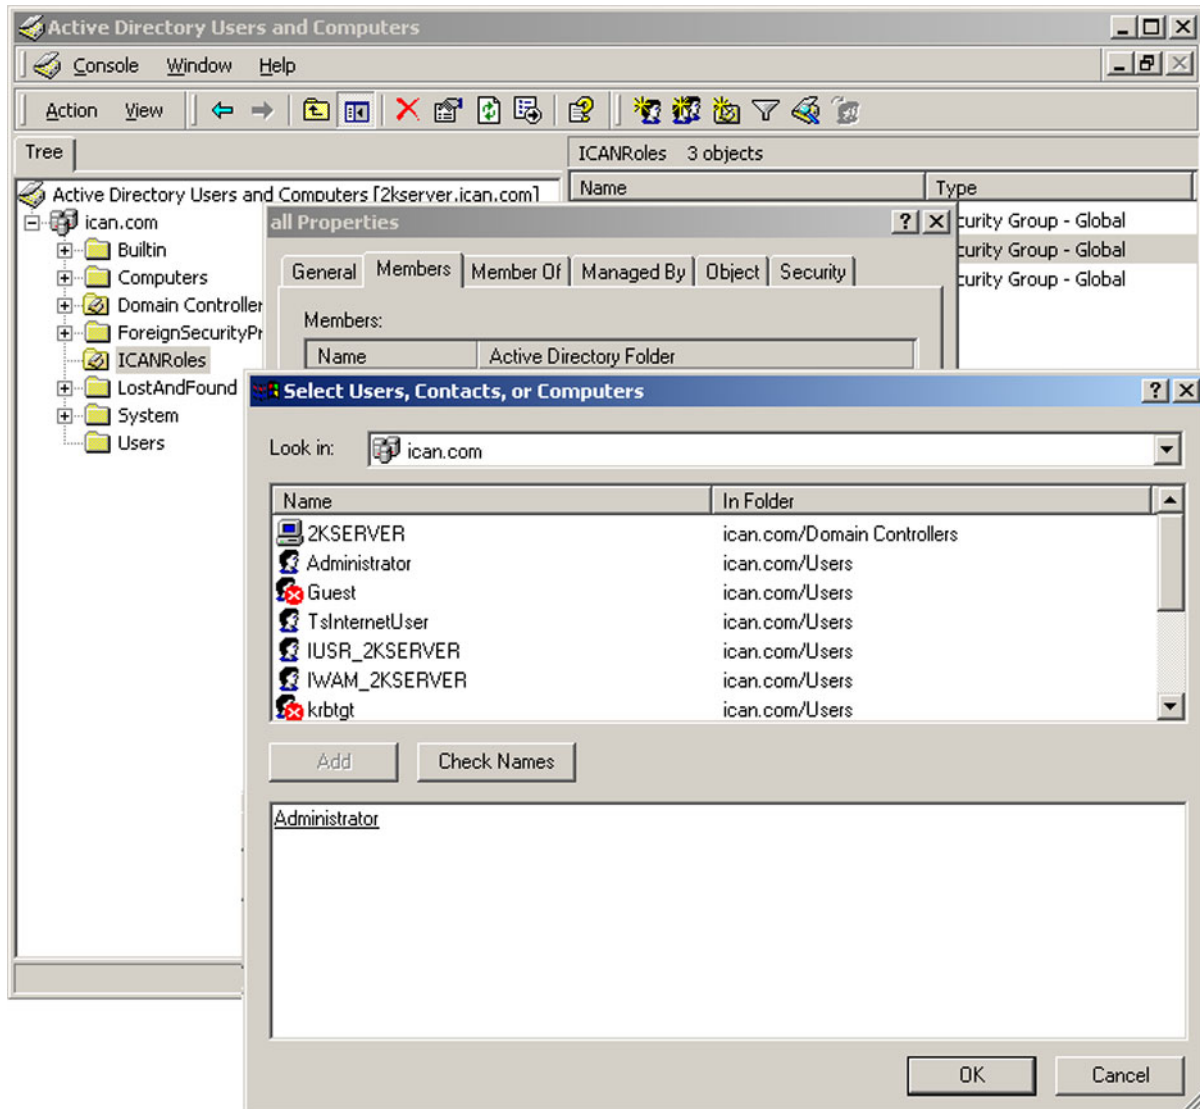 Active Directory Users and Computers
Console Window Help
Action View
Tree
ICANRoles 3 objects
Name Type
Active Directory Users and Computers [2kserver.ican.com]
ican.com
Builtin
Computers
Domain Controller
ForeignSecurityPr
ICANRoles
LostAndFound
System
Users
curity Group - Global
curity Group - Global
curity Group - Global
all Properties
General Members Member Of Managed By Object Security
Members:
Name Active Directory Folder
Select Users, Contacts, or Computers
Look in: ican.com
Name In Folder
2KSERVER ican.com/Domain Controllers
Administrator ican.com/Users
Guest ican.com/Users
TsInternetUser ican.com/Users
IUSR_2KSERVER ican.com/Users
IWAM_2KSERVER ican.com/Users
krbtgt ican.com/Users
Add Check Names
Administrator
OK Cancel